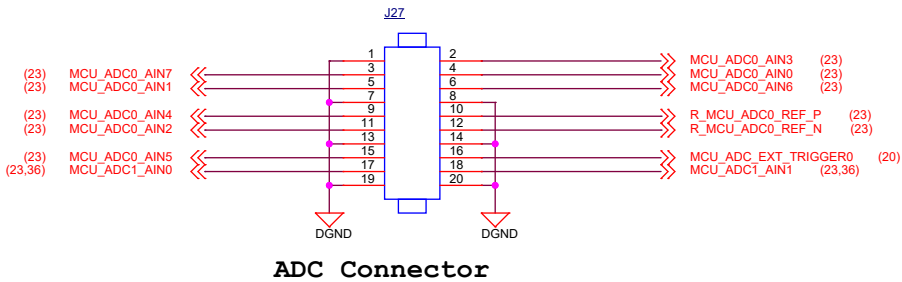 J27
1 2 MCU_ADC0_AIN3 (23)
(23) MCU_ADC0_AIN7 3 4 MCU_ADC0_AIN0 (23)
(23) MCU_ADC0_AIN1 5 6 MCU_ADC0_AIN6 (23)
7 8
(23) MCU_ADC0_AIN4 9 10 R_MCU_ADC0_REF_P (23)
(23) MCU_ADC0_AIN2 11 12 R_MCU_ADC0_REF_N (23)
13 14
(23) MCU_ADC0_AIN5 15 16 MCU_ADC_EXT_TRIGGER0 (20)
(23,36) MCU_ADC1_AIN0 17 18 MCU_ADC1_AIN1 (23,36)
19 20
DGND DGND
ADC Connector